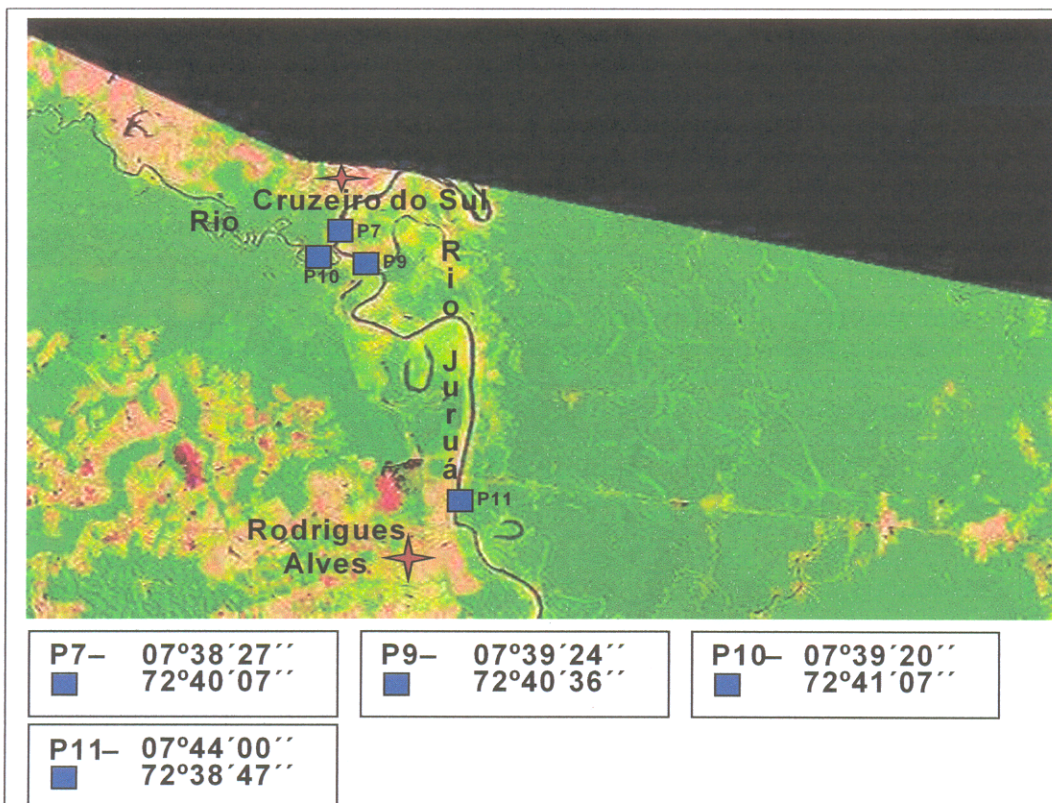 Cruzeiro do Sul
Rio
P7
P10
P9
Rio
Juruá
P11
Rodrigues
Alves
P7– 07º38´27´´
72º40´07´´
P9– 07º39´24´´
72º40´36´´
P10– 07º39´20´´
72º41´07´´
P11– 07º44´00´´
72º38´47´´